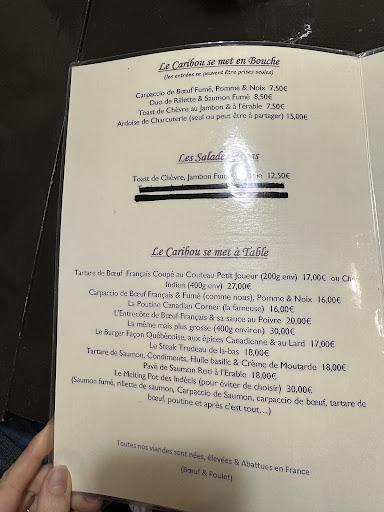 Le Caribou se met en Bouche
(les entrées ne peuvent être prises seules)
Carpaccio de Bœuf Fumé, Pomme & Noix 7,50€
Duo de Rillette & Saumon Fumé 8,50€
Toast de Chèvre au Jambon & à l'érable 7,50€
Ardoise de Charcuterie (seul ou peut être à partager) 15,00€
Les Salades
Toast de Chèvre, Jambon 12,50€
Le Caribou se met à Table
Tartare de Bœuf Français Coupé au Couteau Petit Joueur (200g env) 17,00€ ou
Indien (400g env) 27,00€
Carpaccio de Bœuf Français & Fumé (comme nous), Pomme & Noix 16,00€
La Poutine Canadian Corner (la fameuse) 16,00€
L'Entrecôte de Bœuf Français & sa sauce au Poivre 20,00€
La même mais plus grosse (400g environ) 30,00€
Le Burger Façon Québécoise, aux épices Canadienne & au Lard 17,00€
Le Steak Trudeau de la-bas 18,00€
Tartare de Saumon, Condiments, Hulle basilic & Crème de Moutarde 18,00€
Pavé de Saumon Roti à l'Erable 18,00€
Le Melting Pot des Indécis (pour éviter de choisir) 30,00€
(Saumon fumé, rillette de saumon, Carpaccio de Saumon, carpaccio de bœuf, tartare de
bœuf, poutine et après c'est tout…)
Toutes nos viandes sont nées, élevées & Abattues en France
(Bœuf & Poulet)